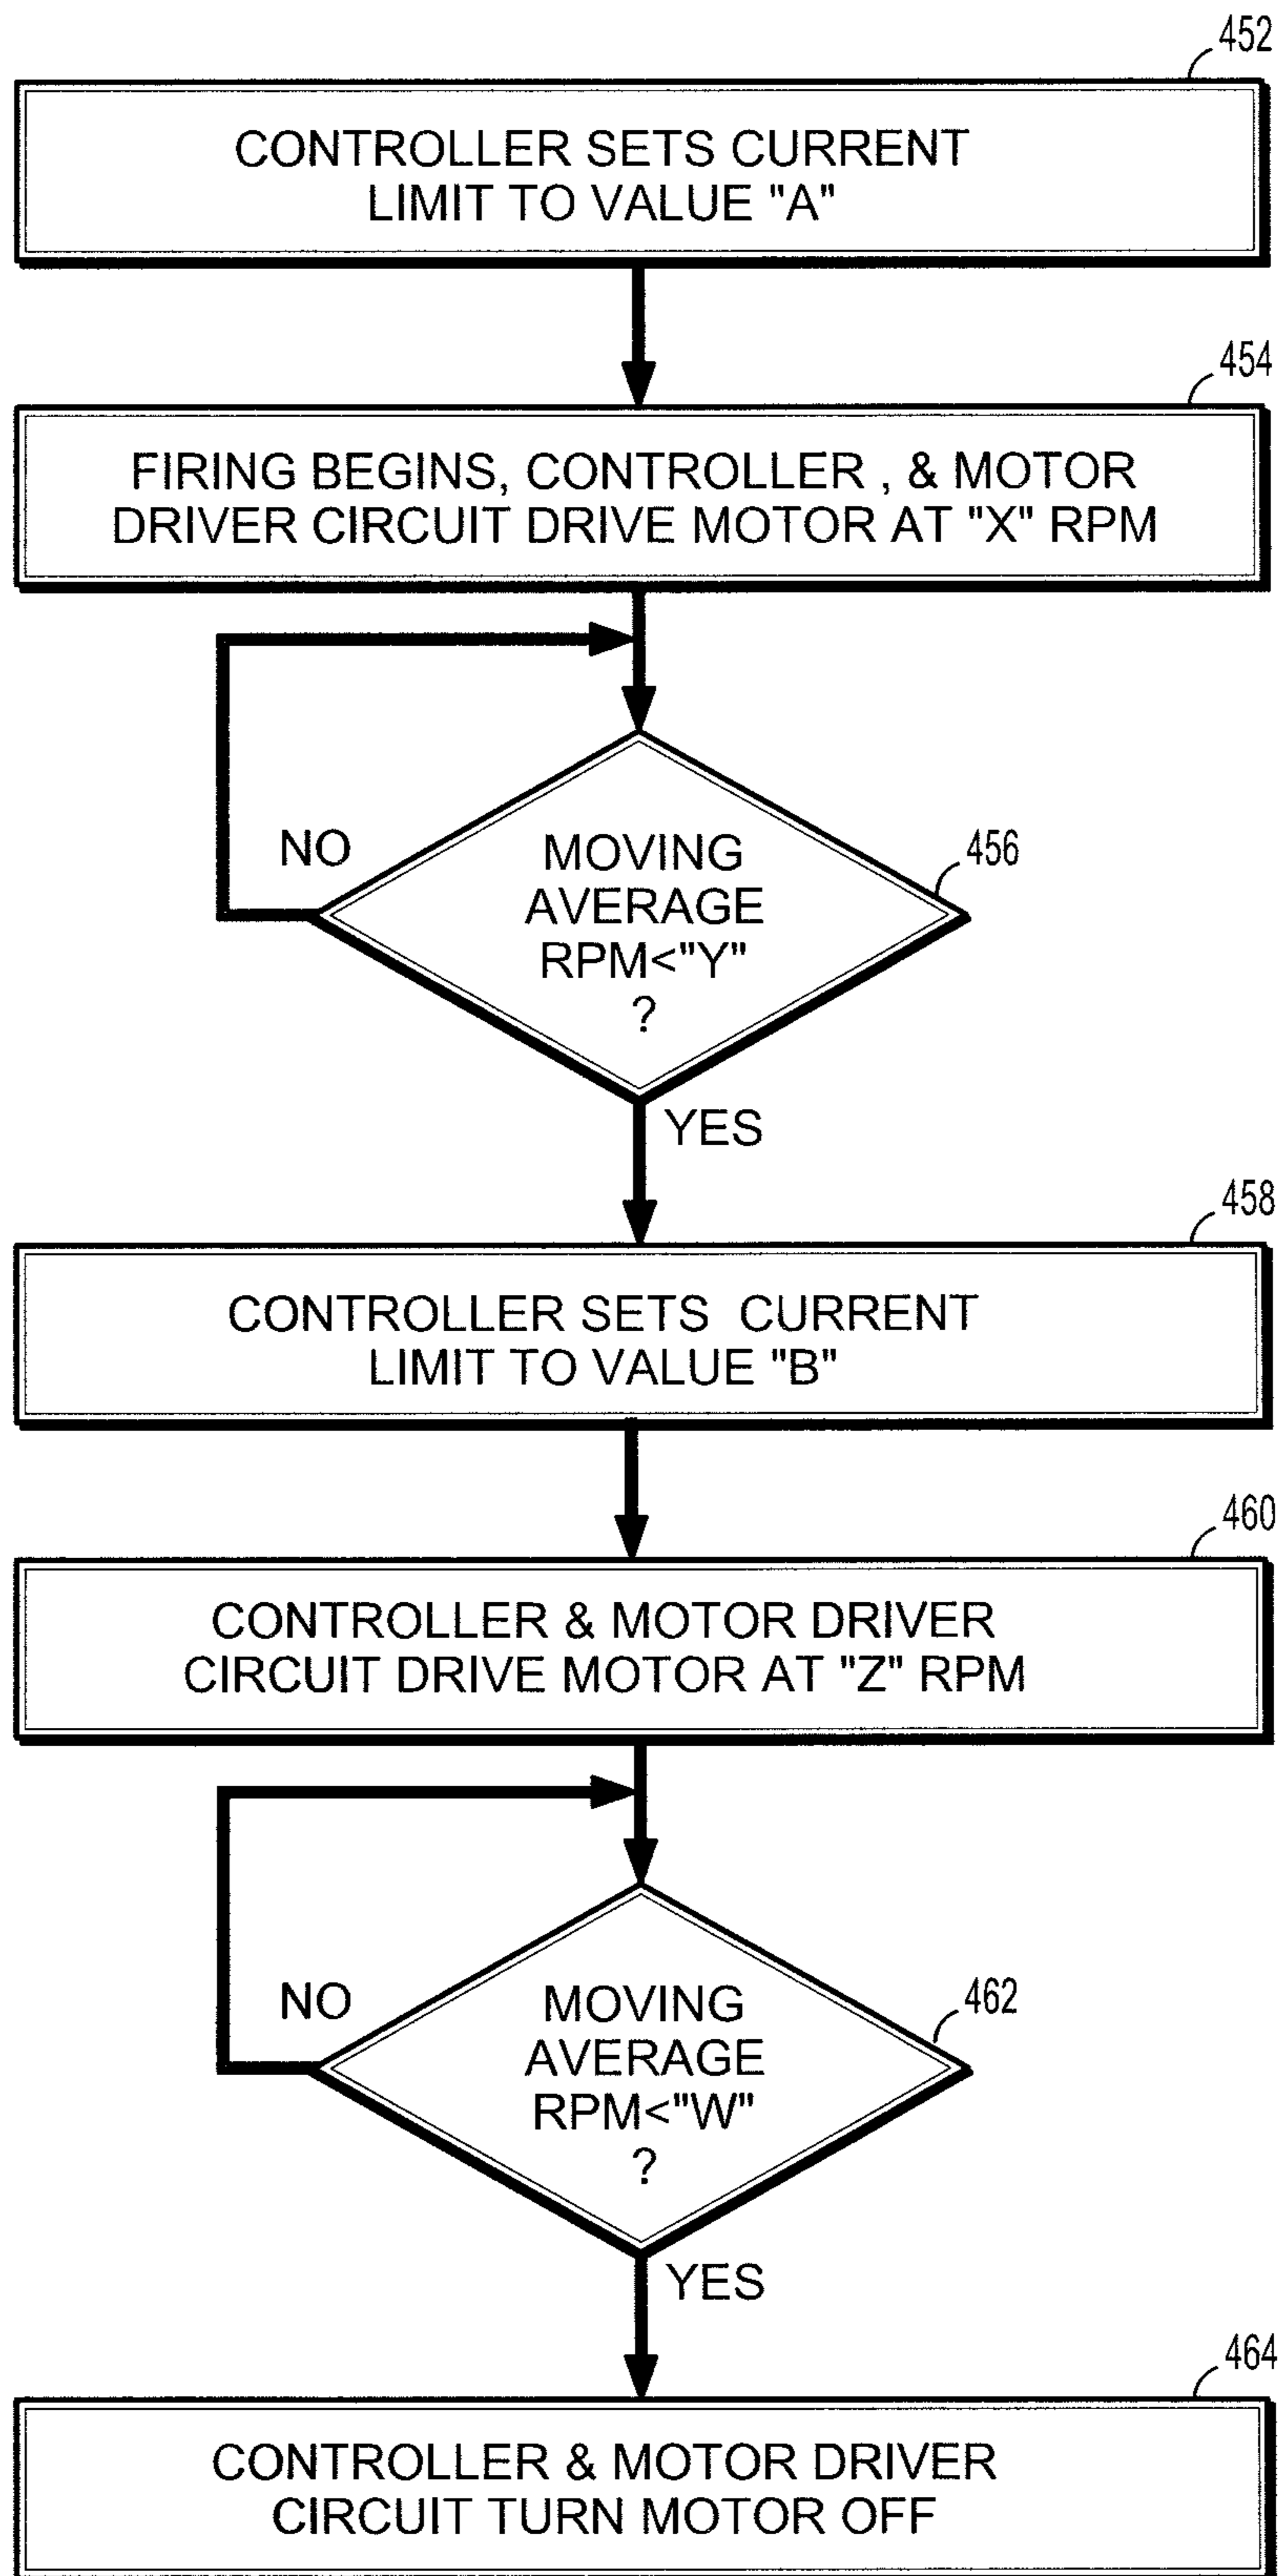 452
CONTROLLER SETS CURRENT
LIMIT TO VALUE "A"
454
FIRING BEGINS, CONTROLLER , & MOTOR
DRIVER CIRCUIT DRIVE MOTOR AT "X" RPM
NO
MOVING
AVERAGE
RPM<"Y"
?
456
YES
458
CONTROLLER SETS CURRENT
LIMIT TO VALUE "B"
460
CONTROLLER & MOTOR DRIVER
CIRCUIT DRIVE MOTOR AT "Z" RPM
NO
MOVING
AVERAGE
RPM<"W"
?
462
YES
464
CONTROLLER & MOTOR DRIVER
CIRCUIT TURN MOTOR OFF